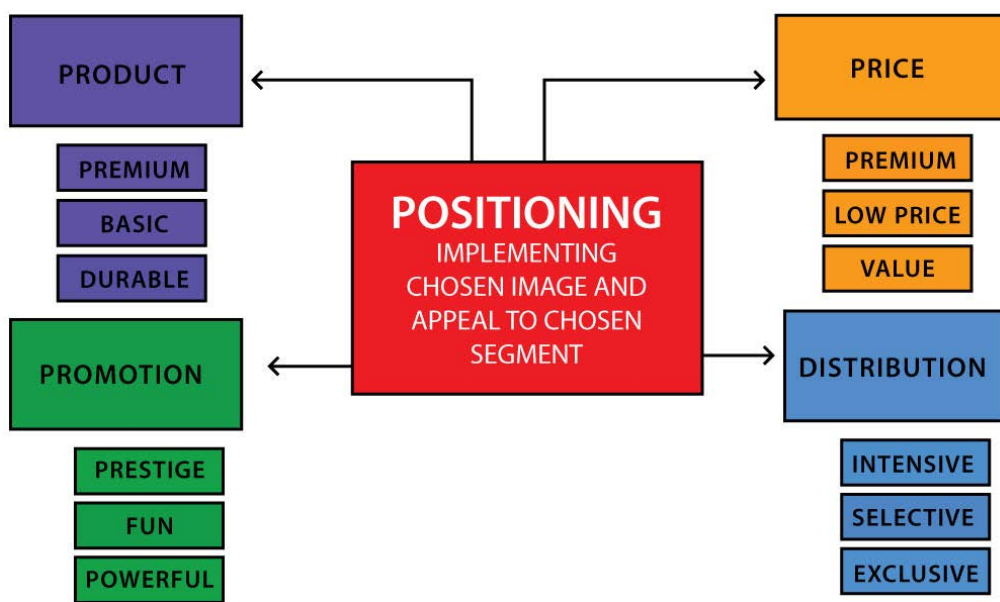 PRODUCT
PREMIUM
BASIC
DURABLE
PROMOTION
PRESTIGE
FUN
POWERFUL
POSITIONING
IMPLEMENTING
CHOSEN IMAGE AND
APPEAL TO CHOSEN
SEGMENT
PRICE
PREMIUM
LOW PRICE
VALUE
DISTRIBUTION
INTENSIVE
SELECTIVE
EXCLUSIVE